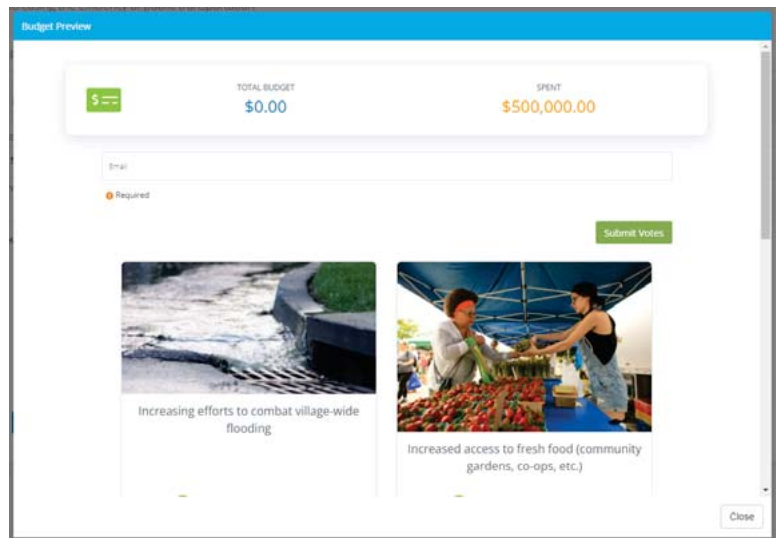 Budget Preview
TOTAL BUDGET
$0.00
SPENT
$500,000.00
Email
Required
Submit Votes
Increasing efforts to combat village-wide
flooding
Increased access to fresh food (community
gardens, co-ops, etc.)
Close